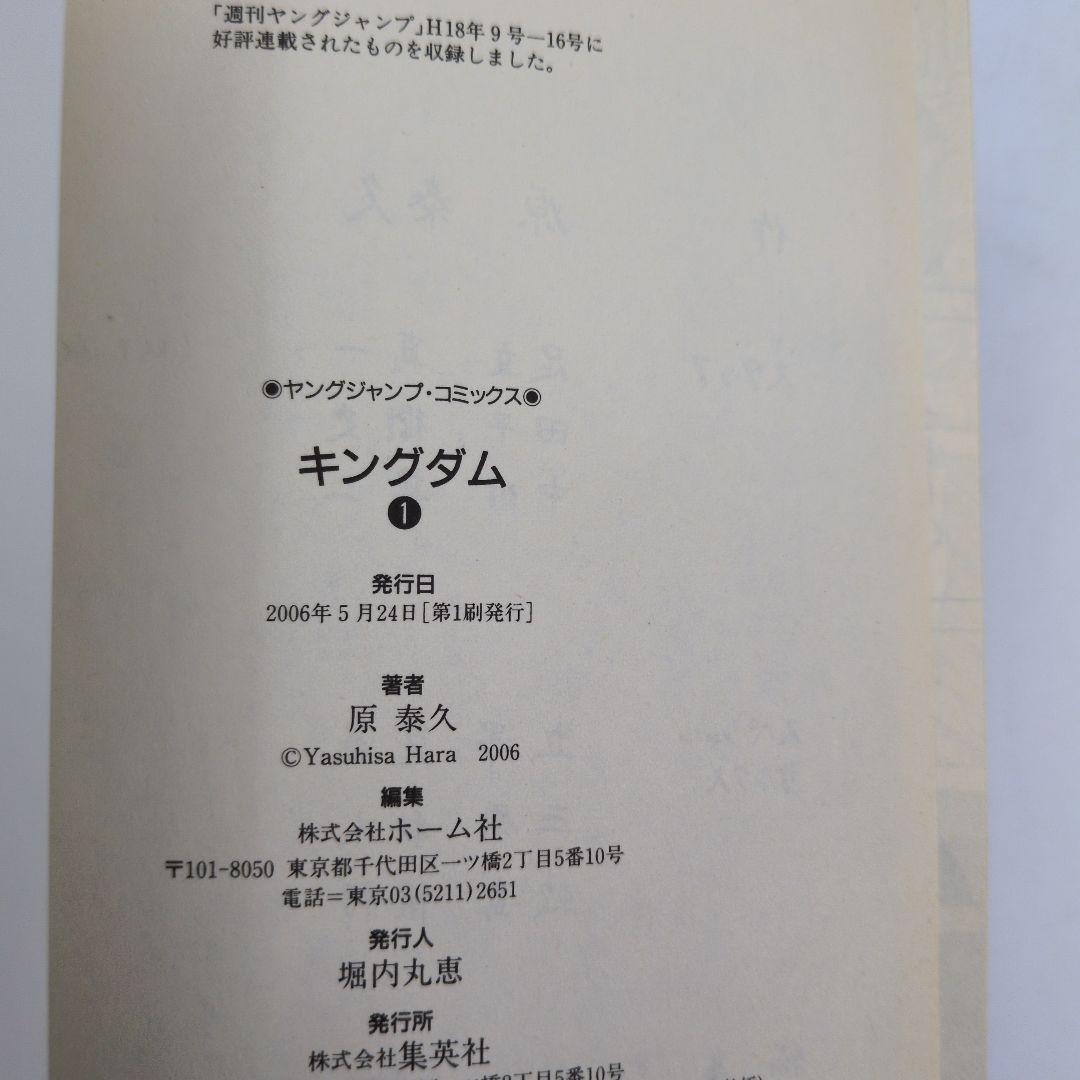 「週刊ヤングジャンプ」H18年9号―16号に
好評連載されたものを収録しました。
◉ヤングジャンプ・コミックス◉
キングダム
❶
発行日
2006年5月24日[第1刷発行]
著者
原 泰久
©Yasuhisa Hara 2006
編集
株式会社ホーム社
〒101-8050 東京都千代田区一ツ橋2丁目5番10号
電話=東京03(5211)2651
発行人
堀内丸恵
発行所
株式会社集英社